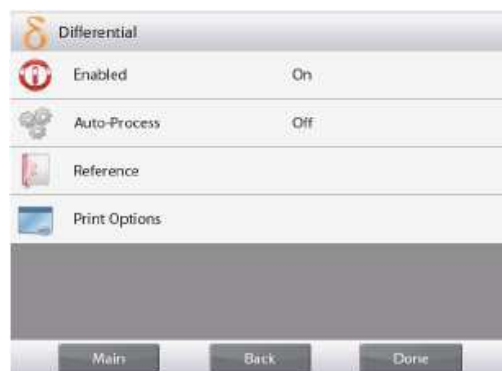 δ Differential
Enabled On
Auto-Process Off
Reference
Print Options
Main Back Done